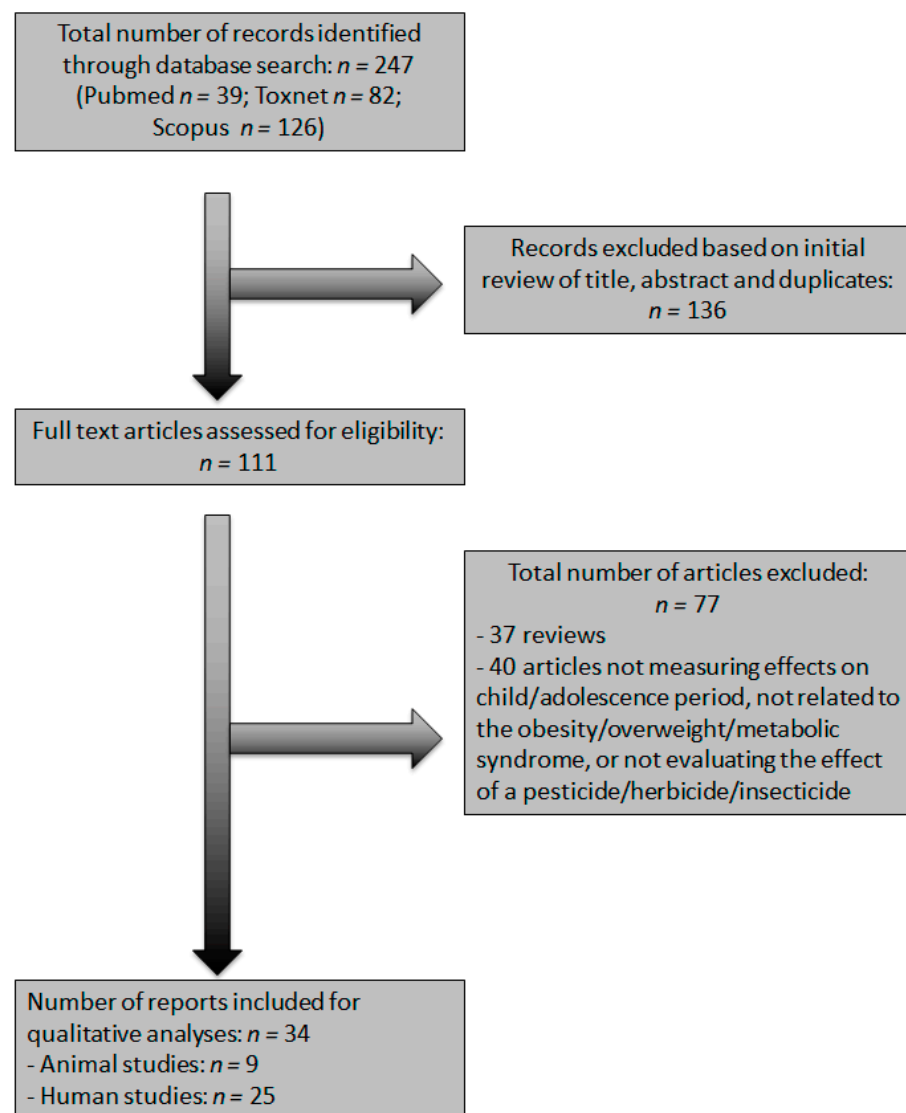 Total number of records identified
through database search: n = 247
(Pubmed n = 39; Toxnet n = 82;
Scopus n = 126)
Records excluded based on initial
review of title, abstract and duplicates:
n = 136
Full text articles assessed for eligibility:
n = 111
Total number of articles excluded:
n = 77
- 37 reviews
- 40 articles not measuring effects on
child/adolescence period, not related to
the obesity/overweight/metabolic
syndrome, or not evaluating the effect
of a pesticide/herbicide/insecticide
Number of reports included for
qualitative analyses: n = 34
- Animal studies: n = 9
- Human studies: n = 25